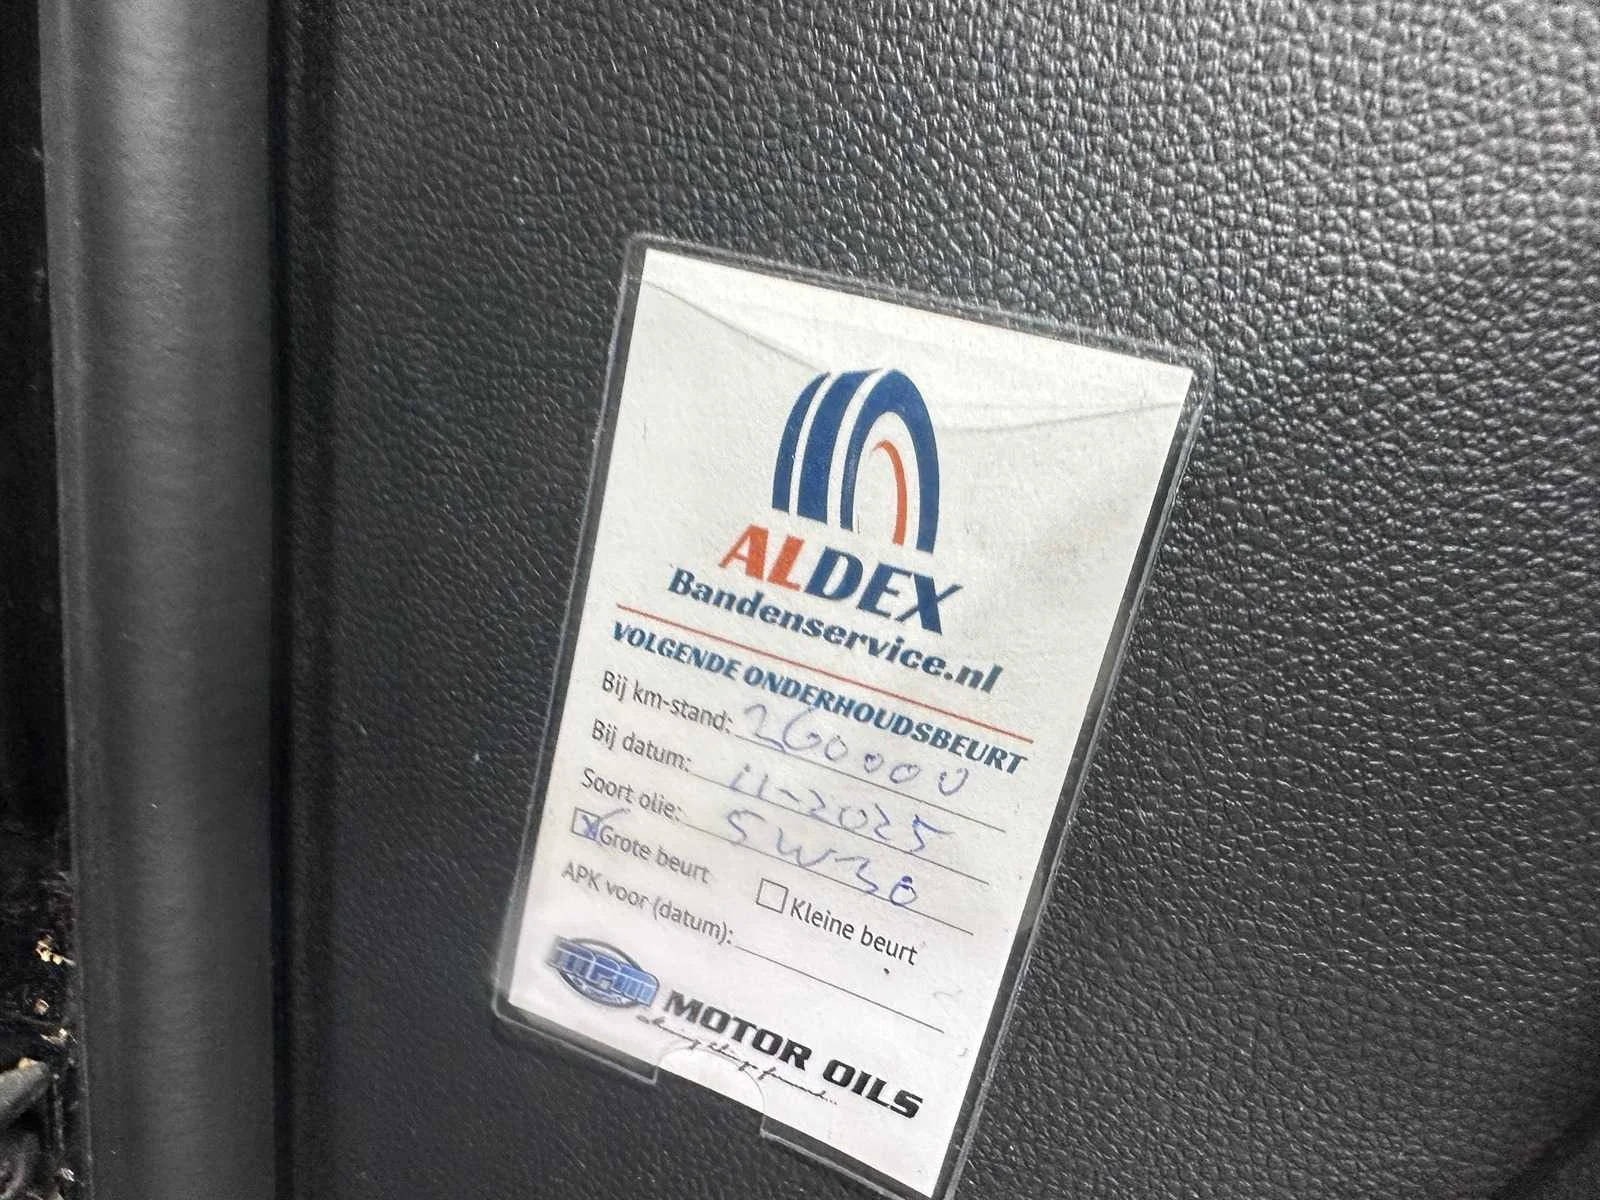 ALDEX
Bandenservice.nl
VOLGENDE ONDERHOUDSBEURT
Bij km-stand: 260000
Bij datum: 11-2025
Soort olie: 5W30
Grote beurt
Kleine beurt
APK voor (datum):
MPM MOTOR OILS